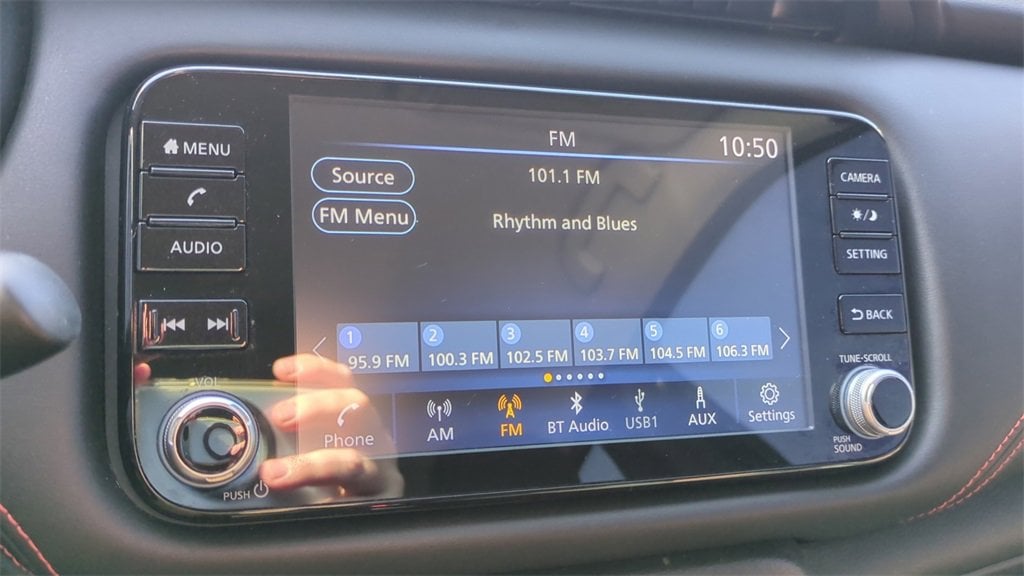 FM
10:50
MENU
AUDIO
VOL
PUSH
Source
101.1 FM
FM Menu
Rhythm and Blues
1 2 3 4 5 6
95.9 FM 100.3 FM 102.5 FM 103.7 FM 104.5 FM 106.3 FM
Phone AM FM BT Audio USB1 AUX Settings
CAMERA
SETTING
BACK
TUNE·SCROLL
PUSH
SOUND